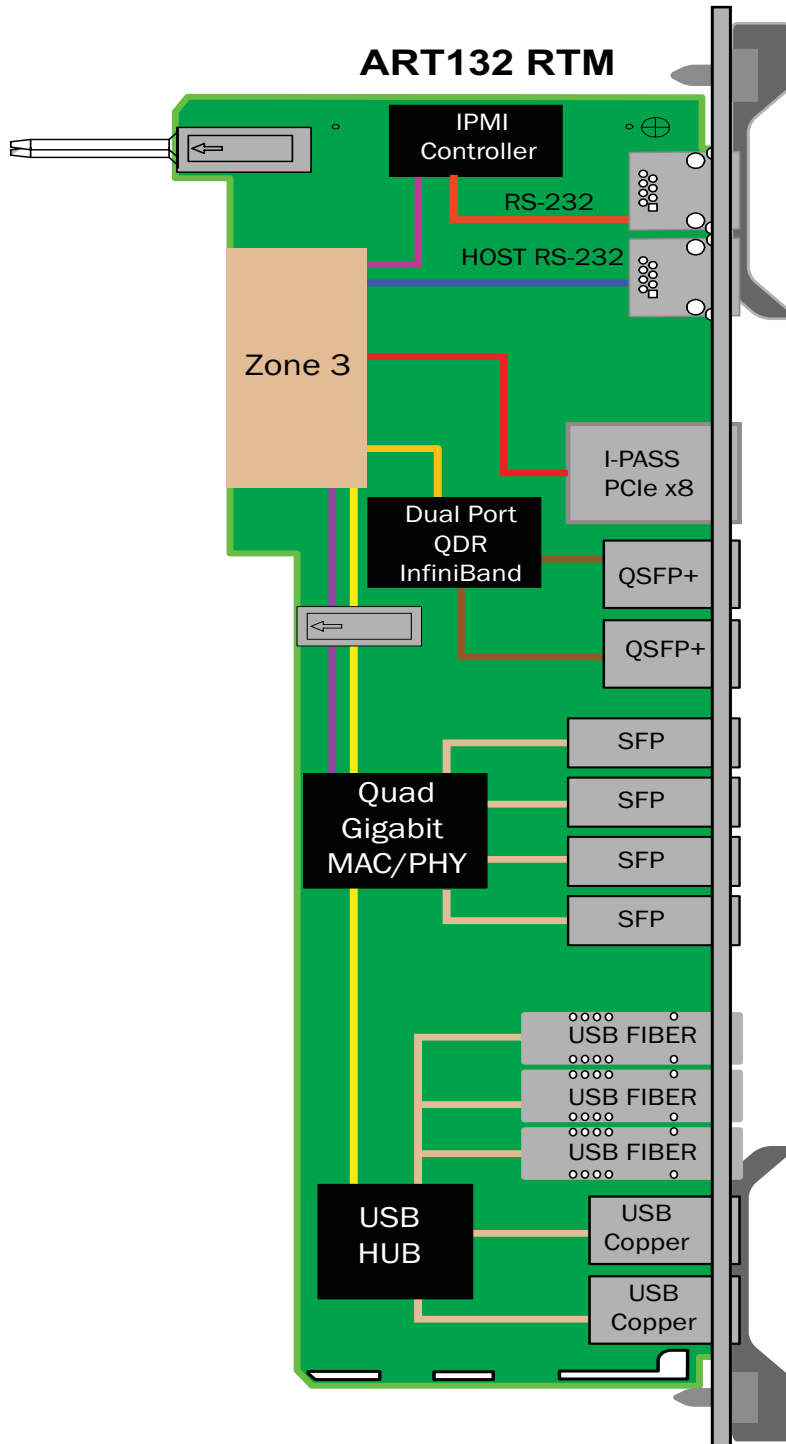 ART132 RTM
IPMI
Controller
RS-232
HOST RS-232
Zone 3
I-PASS
PCIe x8
Dual Port
QDR
InfiniBand
QSFP+
QSFP+
SFP
Quad
Gigabit
MAC/PHY
SFP
SFP
SFP
USB FIBER
USB FIBER
USB FIBER
USB
HUB
USB
Copper
USB
Copper